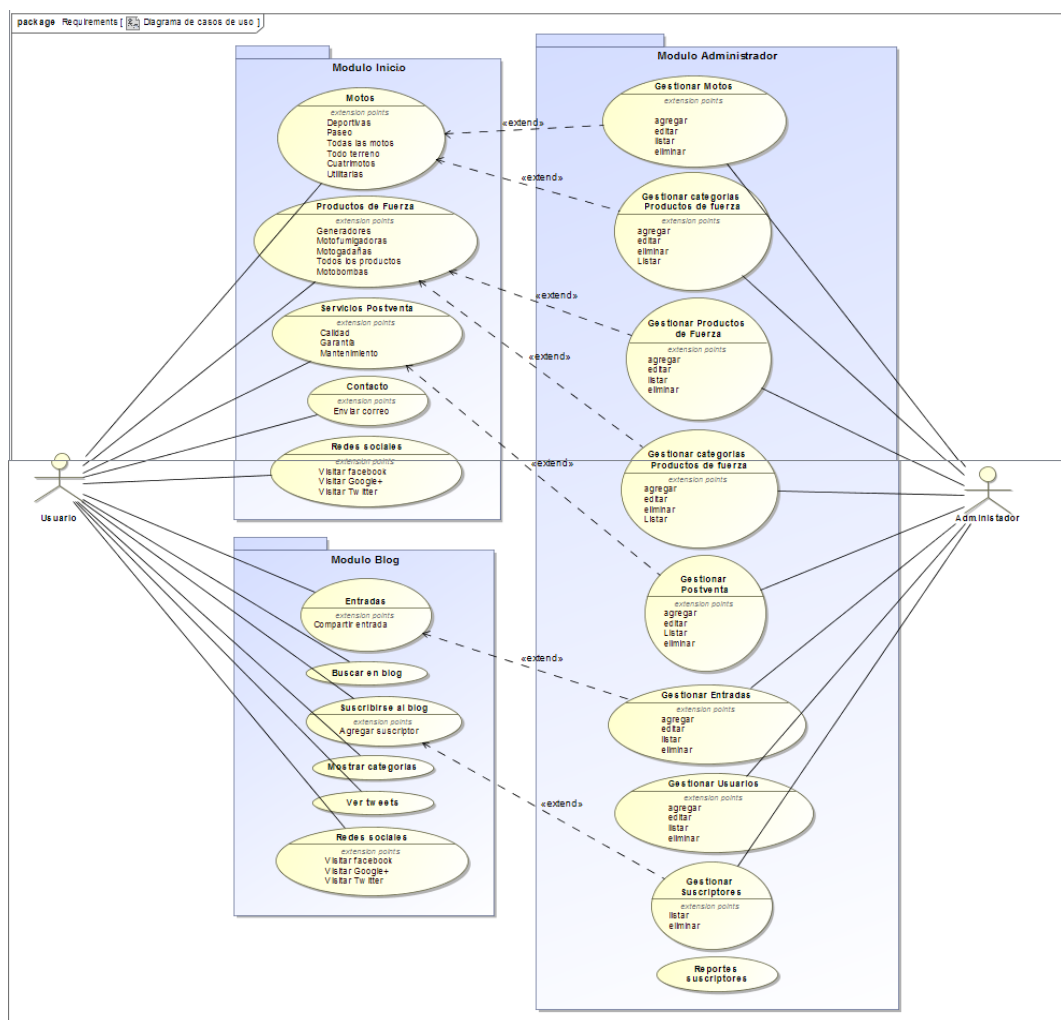 package Requirements [ Diagrama de casos de uso ]
Modulo Inicio
Motos
extension points
Deportivas
Paseo
Todas las motos
Todo terreno
Cuatrimotos
Utilitarias
Productos de Fuerza
extension points
Generadores
Motofumigadoras
Motogadañas
Todos los productos
Motobombas
Servicios Postventa
extension points
Calidad
Garantía
Mantenimiento
Contacto
extension points
Enviar correo
Redes sociales
extension points
Visitar facebook
Visitar Google+
Visitar Twitter
Usuario
Modulo Blog
Entradas
extension points
Compartir entrada
Buscar en blog
Suscribirse al blog
extension points
Agregar suscriptor
Mostrar categorias
Ver tweets
Redes sociales
extension points
Visitar facebook
Visitar Google+
Visitar Twitter
«extend»
«extend»
«extend»
«extend»
«extend»
«extend»
«extend»
Modulo Administrador
Gestionar Motos
extension points
agregar
editar
listar
eliminar
Gestionar categorias
Productos de fuerza
extension points
agregar
editar
eliminar
Listar
Gestionar Productos
de Fuerza
extension points
agregar
editar
listar
eliminar
Gestionar categorias
Productos de fuerza
extension points
agregar
editar
eliminar
Listar
Gestionar
Postventa
extension points
agregar
editar
Listar
eliminar
Gestionar Entradas
extension points
agregar
editar
listar
eliminar
Gestionar Usuarios
extension points
agregar
editar
listar
eliminar
Gestionar
Suscriptores
extension points
listar
eliminar
Reportes
suscriptores
Administador